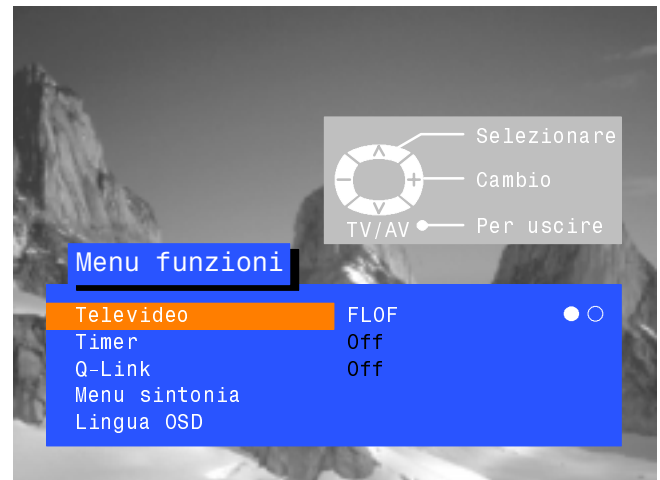 Selezionare
Cambio
TV/AV Per uscire
Menu funzioni
Televideo FLOF
Timer Off
Q-Link Off
Menu sintonia
Lingua OSD